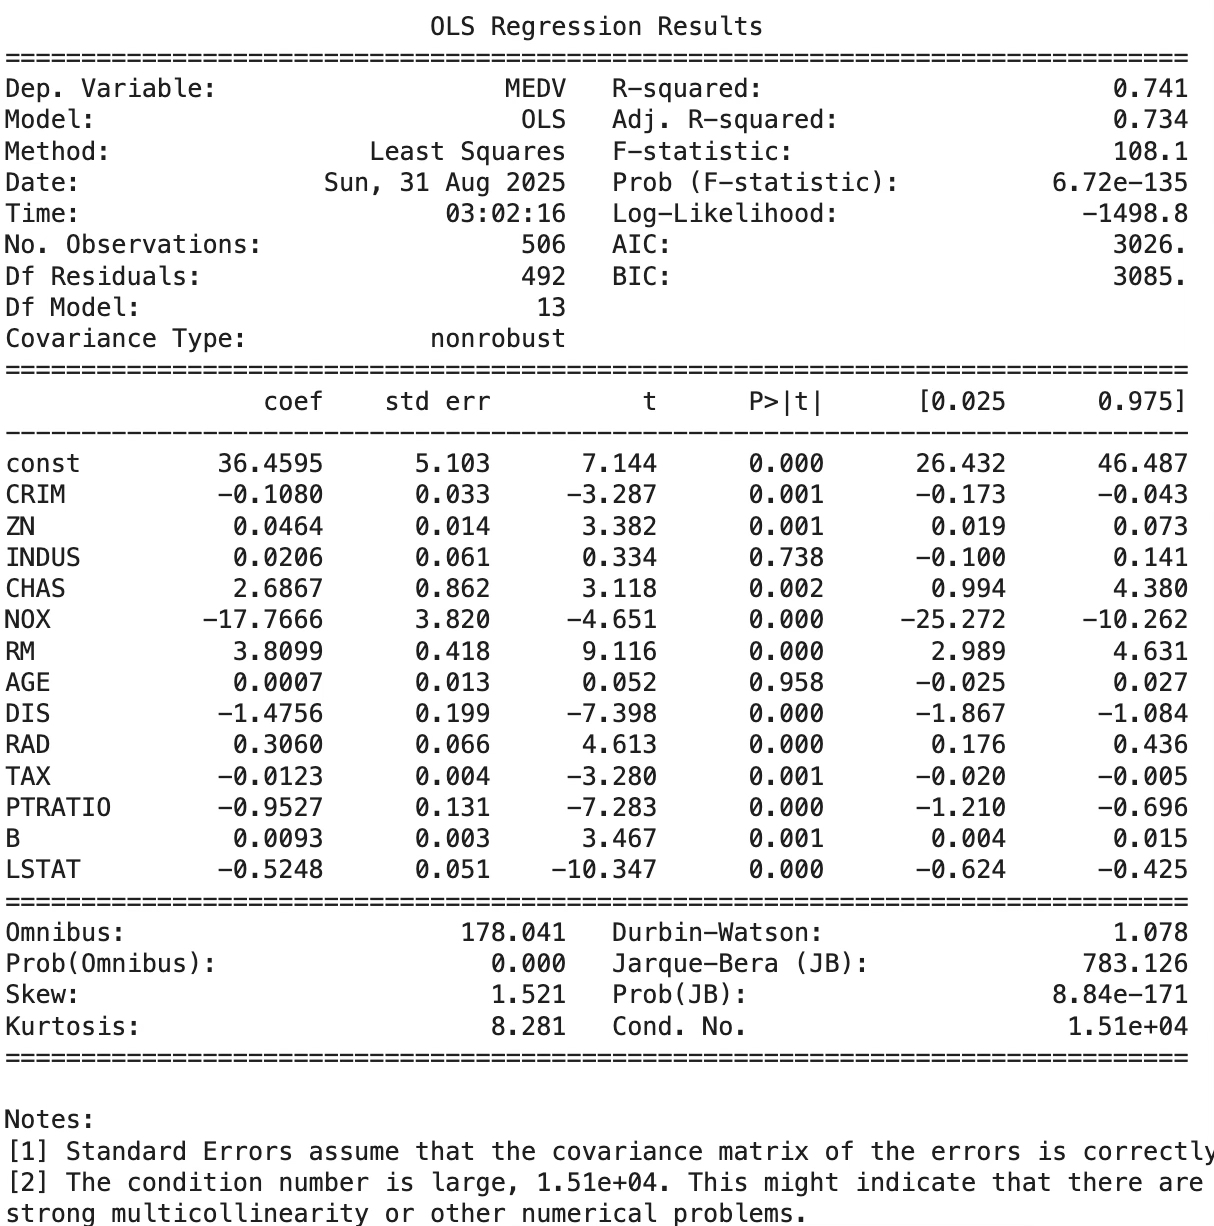 OLS Regression Results
==============================================================================
Dep. Variable: MEDV R-squared: 0.741
Model: OLS Adj. R-squared: 0.734
Method: Least Squares F-statistic: 108.1
Date: Sun, 31 Aug 2025 Prob (F-statistic): 6.72e-135
Time: 03:02:16 Log-Likelihood: -1498.8
No. Observations: 506 AIC: 3026.
Df Residuals: 492 BIC: 3085.
Df Model: 13
Covariance Type: nonrobust
==============================================================================
coef std err t P>|t| [0.025 0.975]
------------------------------------------------------------------------------
const 36.4595 5.103 7.144 0.000 26.432 46.487
CRIM -0.1080 0.033 -3.287 0.001 -0.173 -0.043
ZN 0.0464 0.014 3.382 0.001 0.019 0.073
INDUS 0.0206 0.061 0.334 0.738 -0.100 0.141
CHAS 2.6867 0.862 3.118 0.002 0.994 4.380
NOX -17.7666 3.820 -4.651 0.000 -25.272 -10.262
RM 3.8099 0.418 9.116 0.000 2.989 4.631
AGE 0.0007 0.013 0.052 0.958 -0.025 0.027
DIS -1.4756 0.199 -7.398 0.000 -1.867 -1.084
RAD 0.3060 0.066 4.613 0.000 0.176 0.436
TAX -0.0123 0.004 -3.280 0.001 -0.020 -0.005
PTRATIO -0.9527 0.131 -7.283 0.000 -1.210 -0.696
B 0.0093 0.003 3.467 0.001 0.004 0.015
LSTAT -0.5248 0.051 -10.347 0.000 -0.624 -0.425
==============================================================================
Omnibus: 178.041 Durbin-Watson: 1.078
Prob(Omnibus): 0.000 Jarque-Bera (JB): 783.126
Skew: 1.521 Prob(JB): 8.84e-171
Kurtosis: 8.281 Cond. No. 1.51e+04
==============================================================================
Notes:
[1] Standard Errors assume that the covariance matrix of the errors is correctly
[2] The condition number is large, 1.51e+04. This might indicate that there are
strong multicollinearity or other numerical problems.